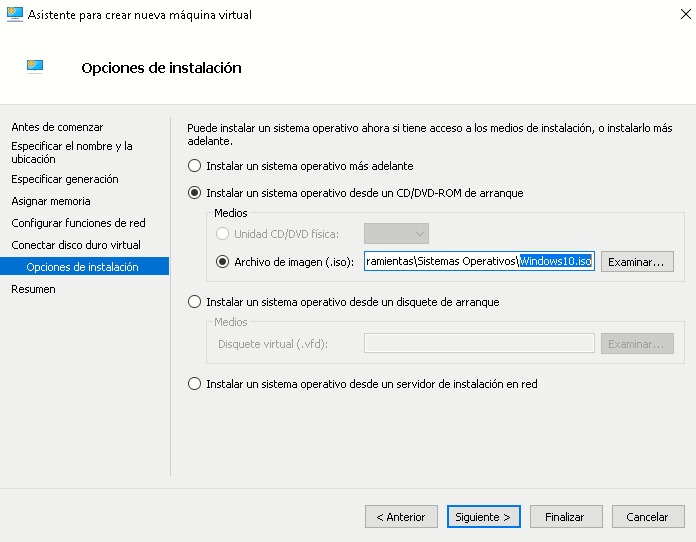 Asistente para crear nueva máquina virtual
Opciones de instalación
Antes de comenzar
Especificar el nombre y la
ubicación
Especificar generación
Asignar memoria
Configurar funciones de red
Conectar disco duro virtual
Opciones de instalación
Resumen
Puede instalar un sistema operativo ahora si tiene acceso a los medios de instalación, o instalarlo más
adelante.
Instalar un sistema operativo más adelante
Instalar un sistema operativo desde un CD/DVD-ROM de arranque
Medios
Unidad CD/DVD física:
Archivo de imagen (.iso): ramientas\Sistemas Operativos\Windows10.iso Examinar...
Instalar un sistema operativo desde un disquete de arranque
Medios
Disquete virtual (.vfd): Examinar...
Instalar un sistema operativo desde un servidor de instalación en red
< Anterior Siguiente > Finalizar Cancelar